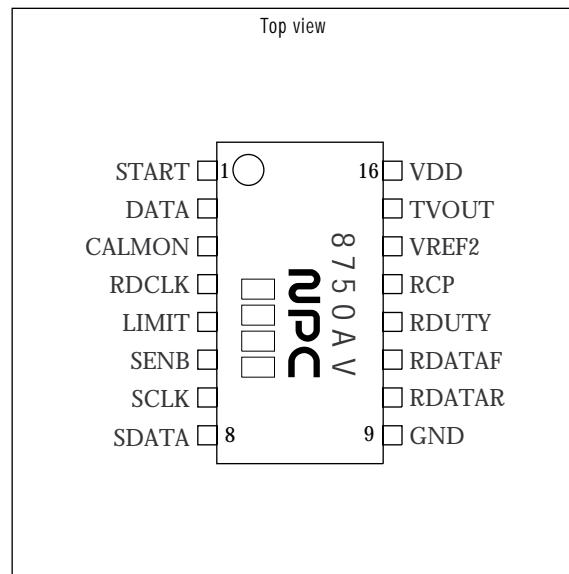 Top view
START 1 16 VDD
DATA TVOUT
CALMON VREF2
RDCLK RCP
LIMIT RDUTY
SENB RDATAF
SCLK RDATAR
SDATA 8 9 GND
8750AV
NPC